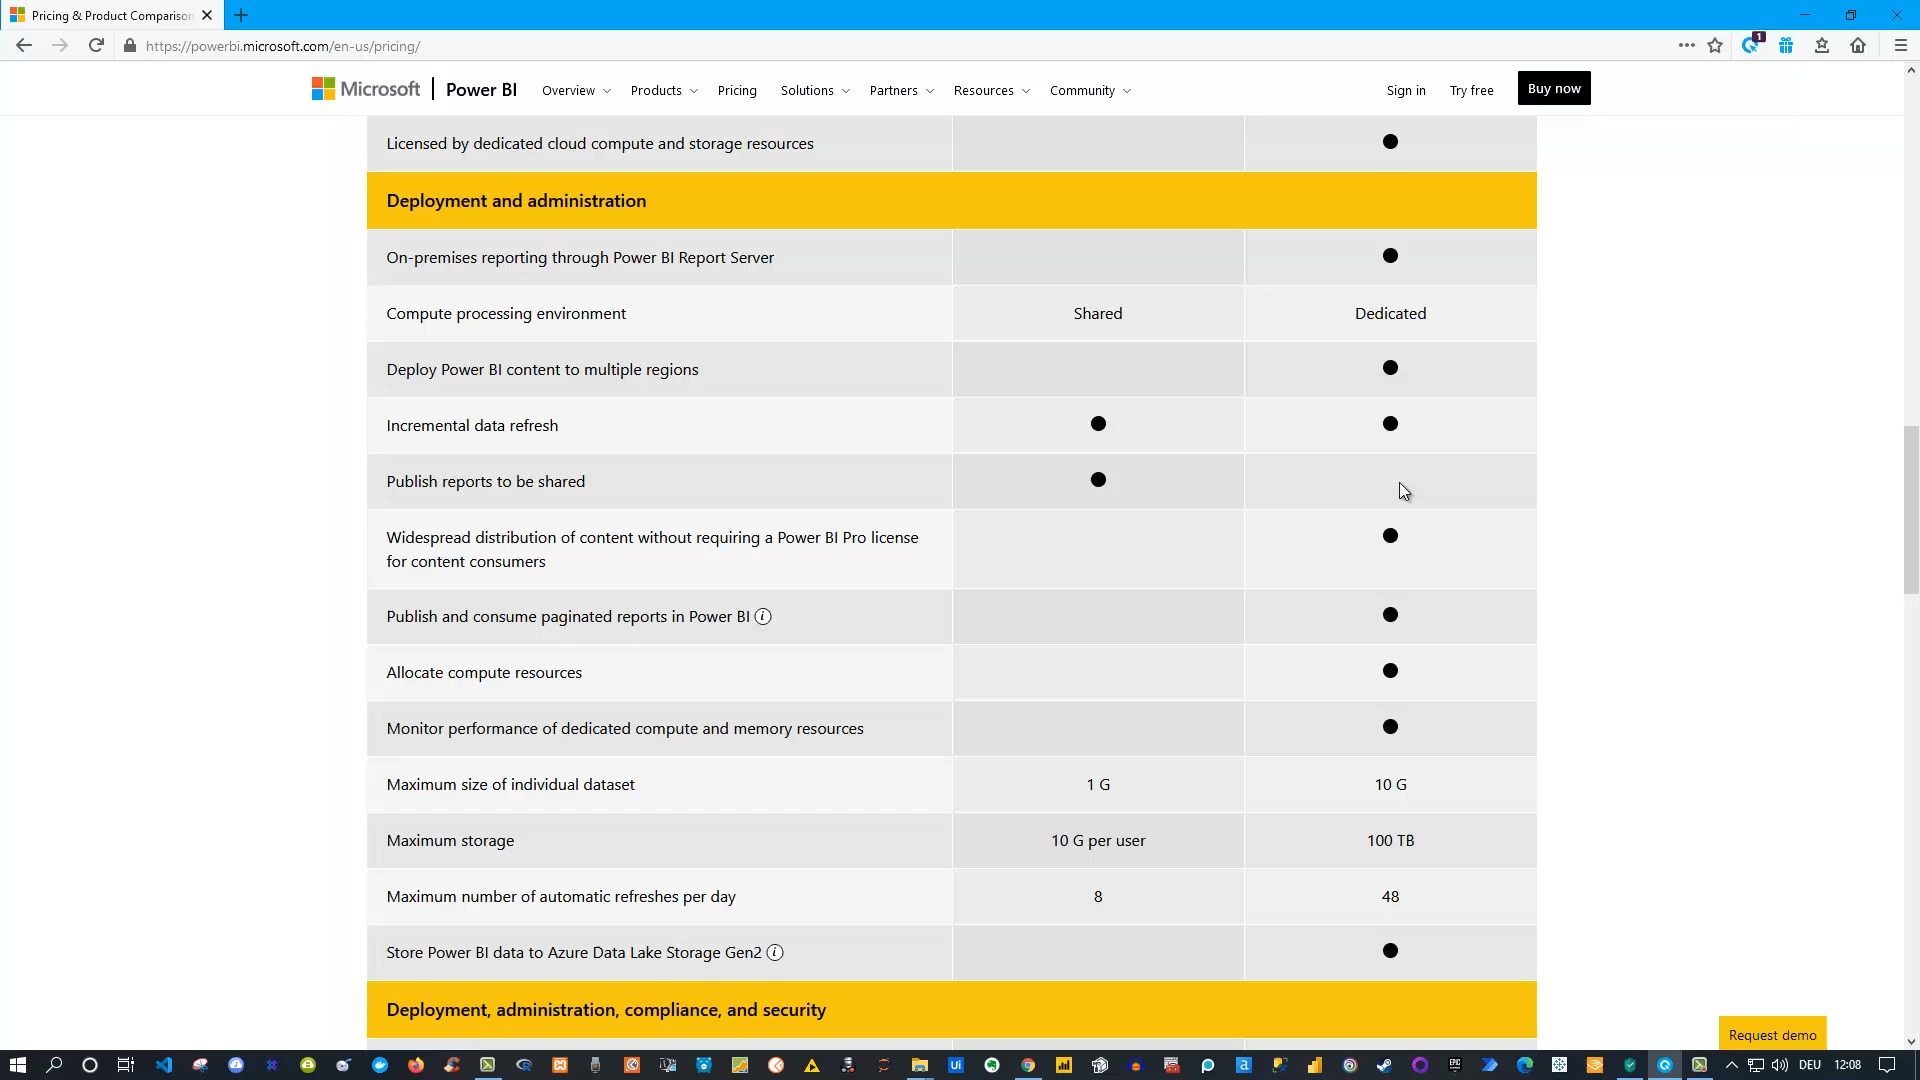 Pricing & Product Comparison
https://powerbi.microsoft.com/en-us/pricing/
1
Microsoft Power BI Overview Products Pricing Solutions Partners Resources Community Sign in Try free Buy now
Licensed by dedicated cloud compute and storage resources
Deployment and administration
On-premises reporting through Power BI Report Server
Compute processing environment Shared Dedicated
Deploy Power BI content to multiple regions
Incremental data refresh
Publish reports to be shared
Widespread distribution of content without requiring a Power BI Pro license
for content consumers
Publish and consume paginated reports in Power BI
Allocate compute resources
Monitor performance of dedicated compute and memory resources
Maximum size of individual dataset 1 G 10 G
Maximum storage 10 G per user 100 TB
Maximum number of automatic refreshes per day 8 48
Store Power BI data to Azure Data Lake Storage Gen2
Deployment, administration, compliance, and security
Request demo
DEU 12:08